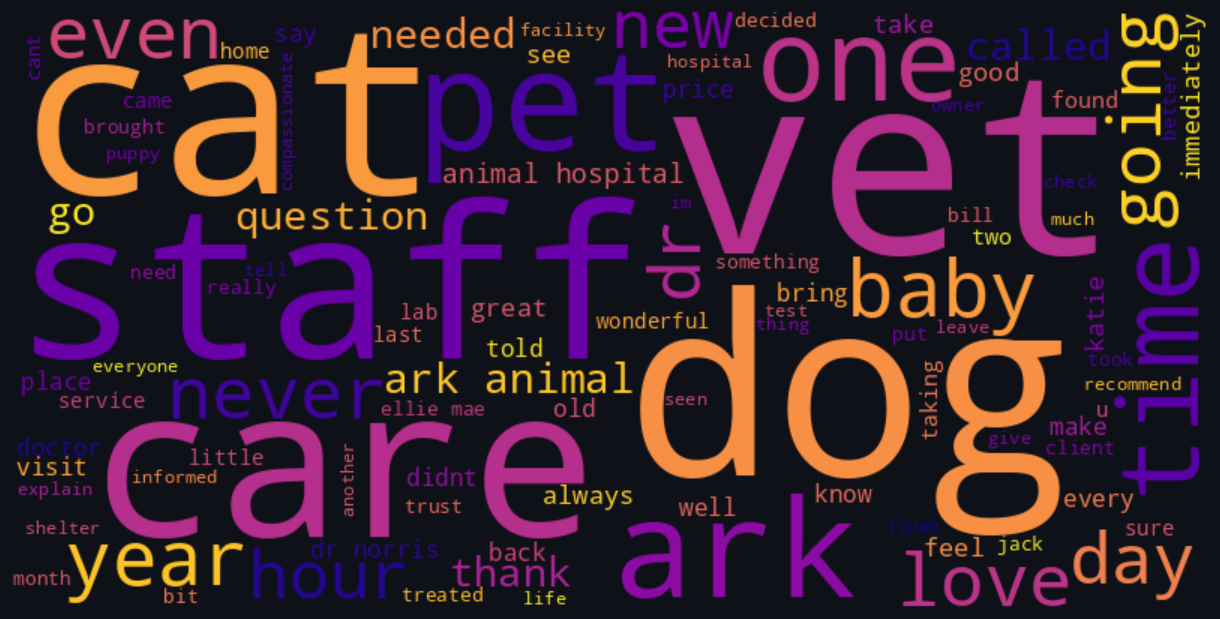 even
home
say
cant
needed
facility
see
new
decided
hospital
take
called
going
immediately
cat
pet
price
one
good
owner
found
better
came
brought
puppy
compassionate
animal hospital
vet
check
im
go
question
bill
much
two
staff
need
tell
really
dr
something
time
lab
great
last
wonderful
bring
baby
test
thing
katie
put
leave
told
dog
took
everyone
place
service
never
ark animal
recommend
ellie mae
old
seen
taking
u
make
give
client
doctor
visit
explain
care
little
informed
another
didnt
trust
always
well
know
every
shelter
ark
room
sure
year
hour
dr norris
back
thank
feel
jack
love
day
month
bit
treated
life